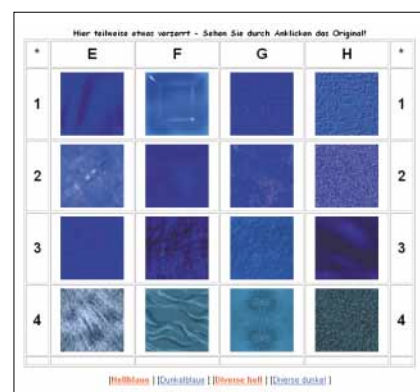 Hier teilweise etwas verzerrt - Sehen Sie durch Anklicken das Original!
* E F G H *
1 1
2 2
3 3
4 4
|Hellblaue | |Dunkelblaue | |Diverse hell | |Diverse dunkel |